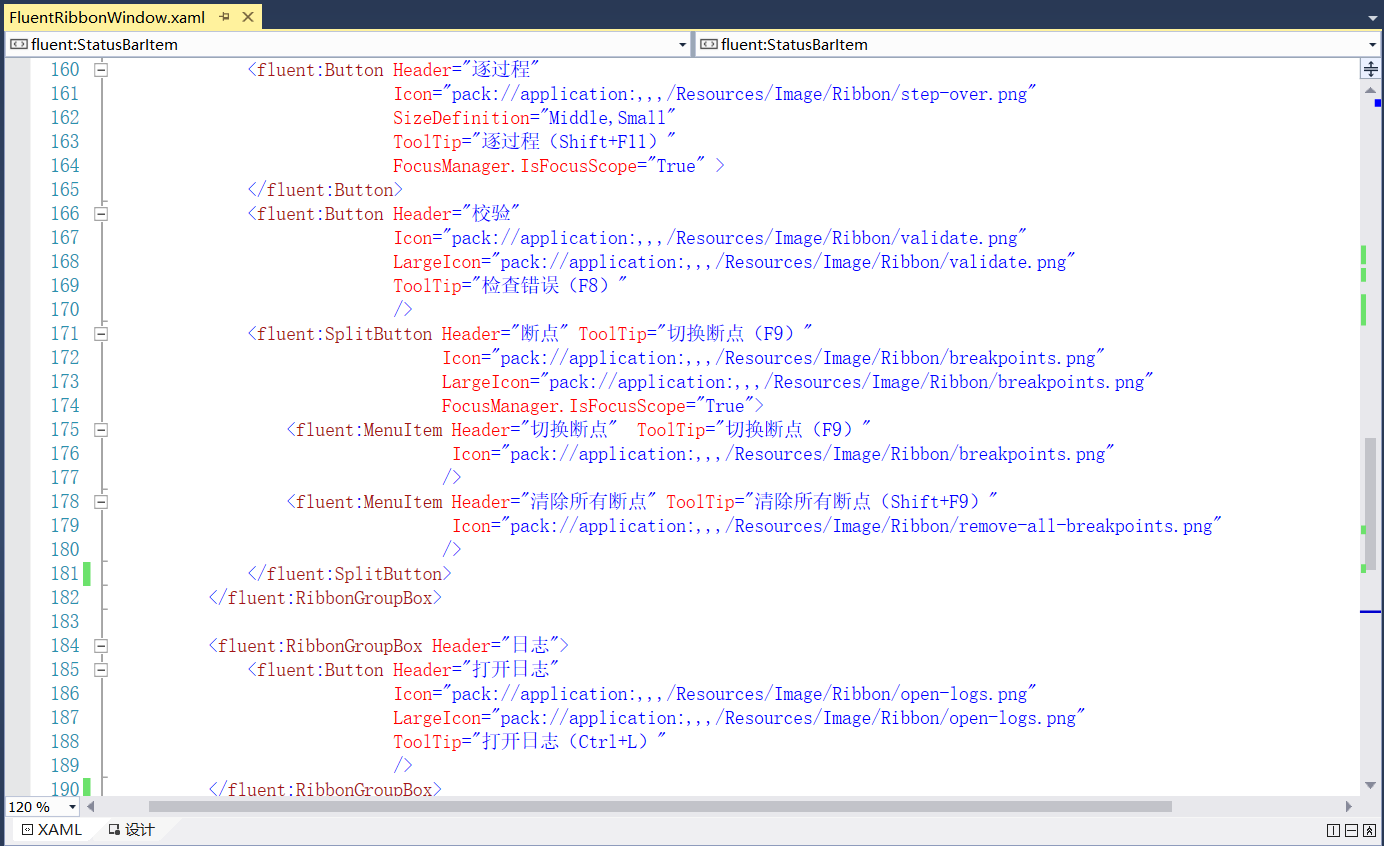 FluentRibbonWindow.xaml
fluent:StatusBarItem fluent:StatusBarItem
160 <fluent:Button Header="逐过程"
161 Icon="pack://application:,,,/Resources/Image/Ribbon/step-over.png"
162 SizeDefinition="Middle,Small"
163 ToolTip="逐过程（Shift+F11）"
164 FocusManager.IsFocusScope="True" >
165 </fluent:Button>
166 <fluent:Button Header="校验"
167 Icon="pack://application:,,,/Resources/Image/Ribbon/validate.png"
168 LargeIcon="pack://application:,,,/Resources/Image/Ribbon/validate.png"
169 ToolTip="检查错误（F8）"
170 />
171 <fluent:SplitButton Header="断点" ToolTip="切换断点（F9）"
172 Icon="pack://application:,,,/Resources/Image/Ribbon/breakpoints.png"
173 LargeIcon="pack://application:,,,/Resources/Image/Ribbon/breakpoints.png"
174 FocusManager.IsFocusScope="True">
175 <fluent:MenuItem Header="切换断点"  ToolTip="切换断点（F9）"
176 Icon="pack://application:,,,/Resources/Image/Ribbon/breakpoints.png"
177 />
178 <fluent:MenuItem Header="清除所有断点" ToolTip="清除所有断点（Shift+F9）"
179 Icon="pack://application:,,,/Resources/Image/Ribbon/remove-all-breakpoints.png"
180 />
181 </fluent:SplitButton>
182 </fluent:RibbonGroupBox>
183
184 <fluent:RibbonGroupBox Header="日志">
185 <fluent:Button Header="打开日志"
186 Icon="pack://application:,,,/Resources/Image/Ribbon/open-logs.png"
187 LargeIcon="pack://application:,,,/Resources/Image/Ribbon/open-logs.png"
188 ToolTip="打开日志（Ctrl+L）"
189 />
190 </fluent:RibbonGroupBox>
120 %
XAML 设计